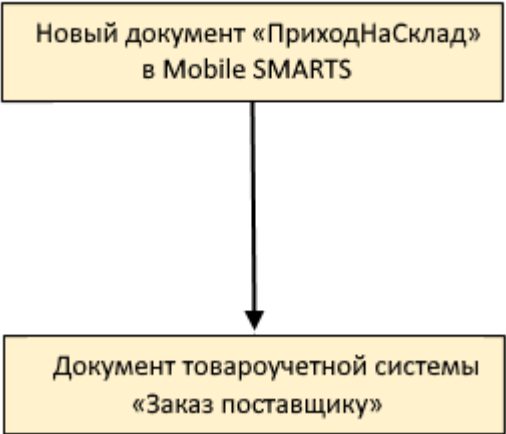 Новый документ «ПриходНаСклад»
в Mobile SMARTS
Документ товароучетной системы
«Заказ поставщику»